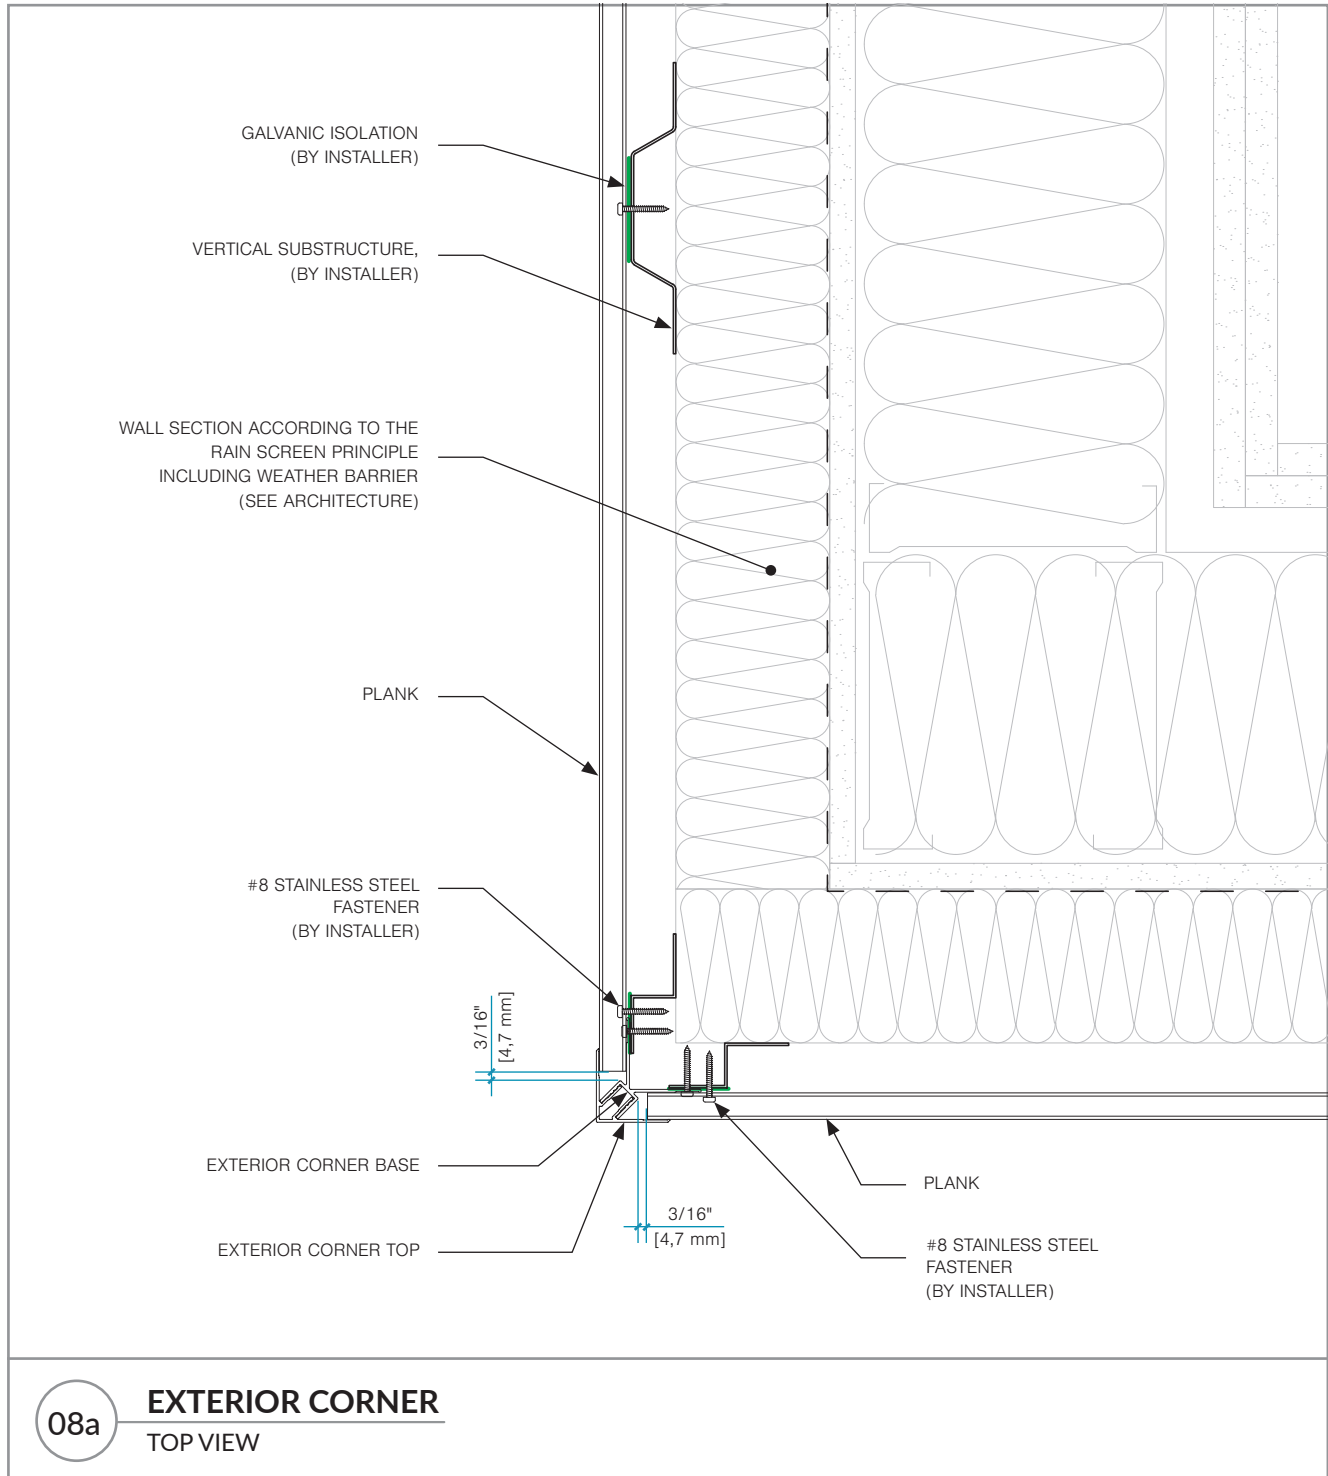 GALVANIC ISOLATION
(BY INSTALLER)
VERTICAL SUBSTRUCTURE,
(BY INSTALLER)
WALL SECTION ACCORDING TO THE
RAIN SCREEN PRINCIPLE
INCLUDING WEATHER BARRIER
(SEE ARCHITECTURE)
PLANK
#8 STAINLESS STEEL
FASTENER
(BY INSTALLER)
3/16"
[4,7 mm]
EXTERIOR CORNER BASE
EXTERIOR CORNER TOP
3/16"
[4,7 mm]
PLANK
#8 STAINLESS STEEL
FASTENER
(BY INSTALLER)
08a
EXTERIOR CORNER
TOP VIEW